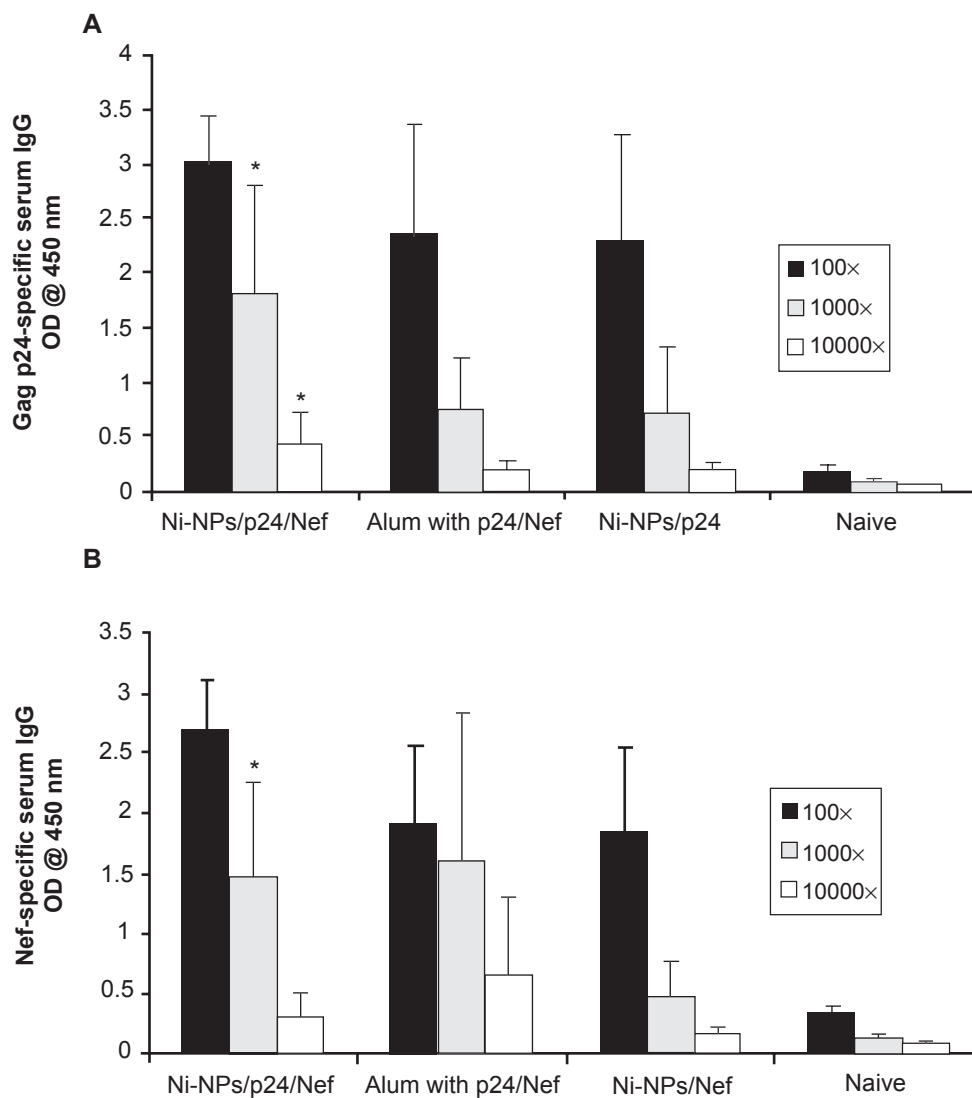 A
Gag p24-specific serum IgG
OD @ 450 nm
4
3.5
3
2.5
2
1.5
1
0.5
0
*
*
100×
1000×
10000×
Ni-NPs/p24/Nef
Alum with p24/Nef
Ni-NPs/p24
Naive
B
Nef-specific serum IgG
OD @ 450 nm
3.5
3
2.5
2
1.5
1
0.5
0
*
100×
1000×
10000×
Ni-NPs/p24/Nef
Alum with p24/Nef
Ni-NPs/Nef
Naive